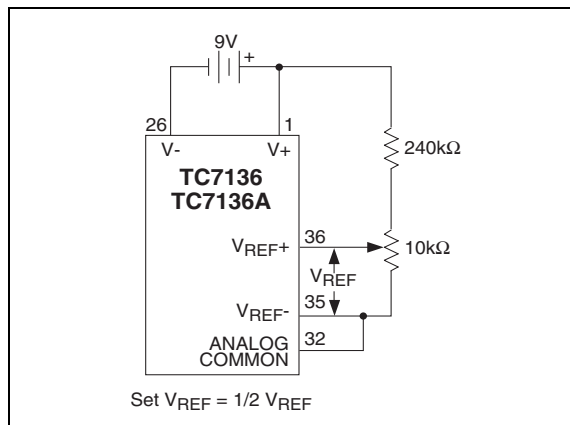 9V
+
26
1
V-
V+
TC7136
TC7136A
240kΩ
VREF+
36
10kΩ
VREF
VREF-
35
ANALOG
COMMON
32
Set VREF = 1/2 VREF